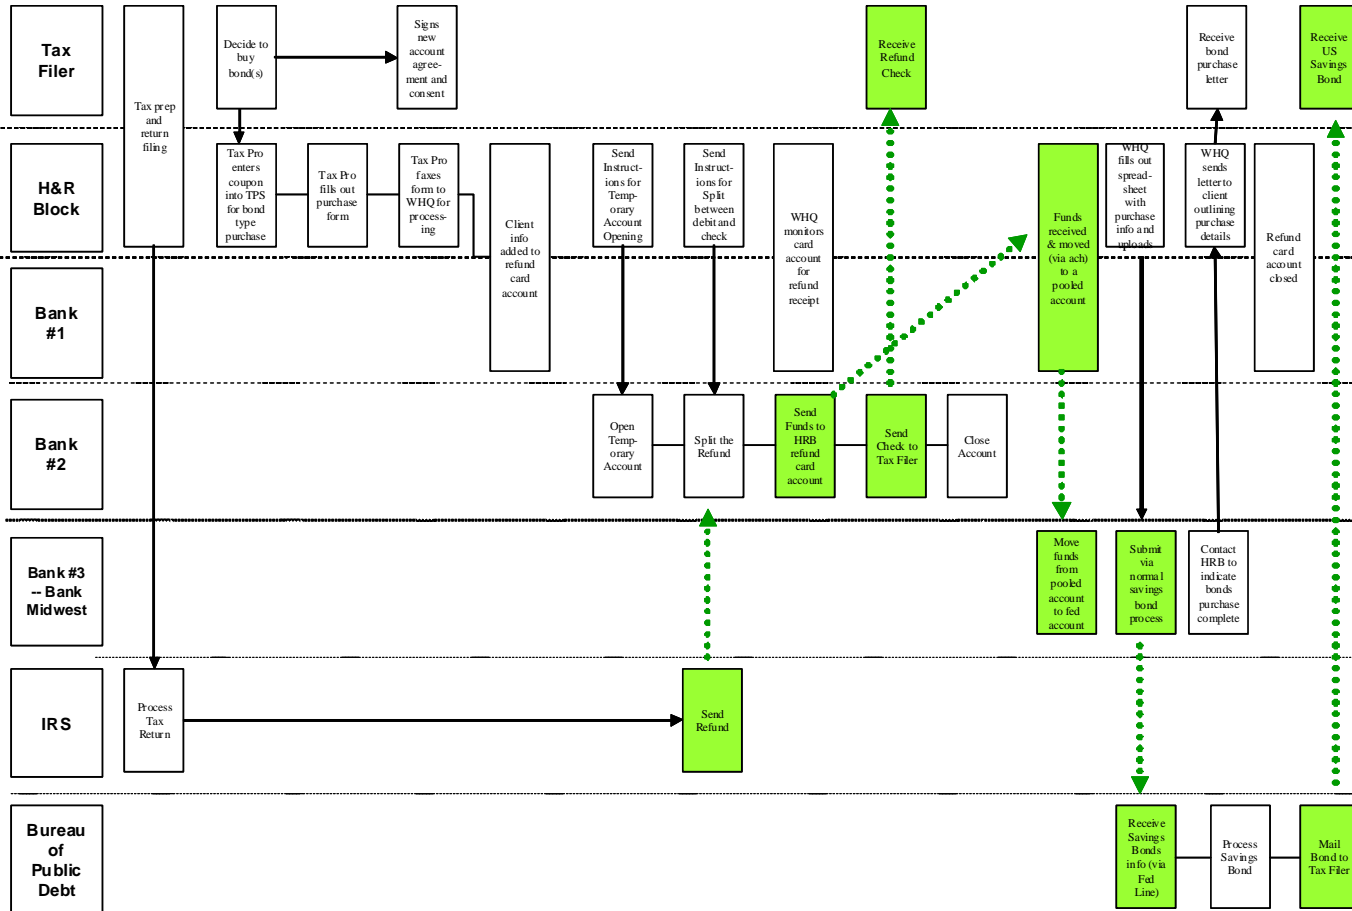 Tax
Filer
Tax prep
and
return
filing
Decide to
buy
bond(s)
Signs
new
account
agree-
ment and
consent
Receive
Refund
Check
Receive
bond
purchase
letter
Receive
US
Savings
Bond
H&R
Block
Tax Pro
enters
coupon
into TPS
for bond
type
purchase
Tax Pro
fills out
purchase
form
Tax Pro
faxes
form to
WHQ for
process-
ing
Client
info
added to
refund
card
account
Send
Instruct-
ions for
Temp-
orary
Account
Opening
Send
Instruct-
ions for
Split
between
debit and
check
WHQ
monitors
card
account
for
refund
receipt
Funds
received
& moved
(via ach)
to a
pooled
account
WHQ
fills out
spread-
sheet
with
purchase
info and
uploads
WHQ
sends
letter to
client
outlining
purchase
details
Refund
card
account
closed
Bank
#1
Bank
#2
Open
Temp-
orary
Account
Split the
Refund
Send
Funds to
HRB
refund
card
account
Send
Check to
Tax Filer
Close
Account
Bank #3
-- Bank
Midwest
Move
funds
from
pooled
account
to fed
account
Submit
via
normal
savings
bond
process
Contact
HRB to
indicate
bonds
purchase
complete
IRS
Process
Tax
Return
Send
Refund
Bureau
of
Public
Debt
Receive
Savings
Bonds
info (via
Fed
Line)
Process
Savings
Bond
Mail
Bond to
Tax Filer